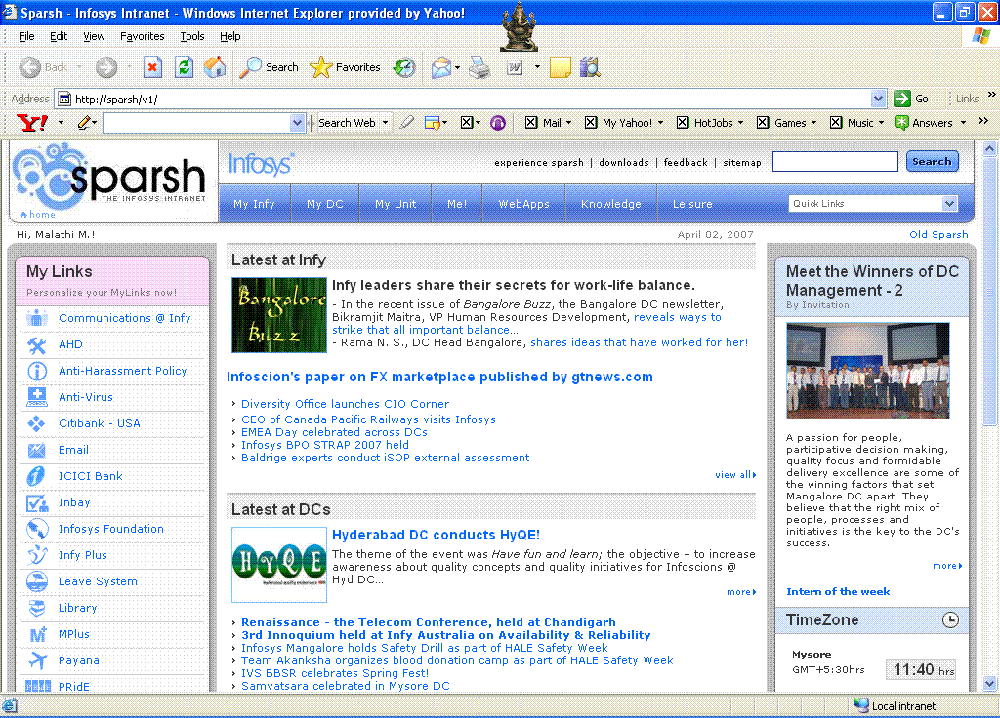 Sparsh - Infosys Intranet - Windows Internet Explorer provided by Yahoo!
File Edit View Favorites Tools Help
Back Search Favorites
Address http://sparsh/v1/ Go Links »
Y! Search Web Mail My Yahoo! HotJobs Games Music Answers »
sparsh
THE INFOSYS INTRANET
home
Infosys
experience sparsh | downloads | feedback | sitemap Search
My Infy My DC My Unit Me! WebApps Knowledge Leisure Quick Links
Hi, Malathi M.! April 02, 2007 Old Sparsh
My Links
Personalize your MyLinks now!
Communications @ Infy
AHD
Anti-Harassment Policy
Anti-Virus
Citibank - USA
Email
ICICI Bank
Inbay
Infosys Foundation
Infy Plus
Leave System
Library
MPlus
Payana
PRidE
Latest at Infy
Bangalore
Buzz
Infy leaders share their secrets for work-life balance.
- In the recent issue of Bangalore Buzz, the Bangalore DC newsletter,
Bikramjit Maitra, VP Human Resources Development, reveals ways to
strike that all important balance...
- Rama N. S., DC Head Bangalore, shares ideas that have worked for her!
Infoscion's paper on FX marketplace published by gtnews.com
Diversity Office launches CIO Corner
CEO of Canada Pacific Railways visits Infosys
EMEA Day celebrated across DCs
Infosys BPO STRAP 2007 held
Baldrige experts conduct iSOP external assessment
view all
Latest at DCs
HyQE
Hyderabad DC conducts HyQE!
The theme of the event was Have fun and learn; the objective – to increase
awareness about quality concepts and quality initiatives for Infoscions @
Hyd DC...
more
Renaissance - the Telecom Conference, held at Chandigarh
3rd Innoquium held at Infy Australia on Availability & Reliability
Infosys Mangalore holds Safety Drill as part of HALE Safety Week
Team Akanksha organizes blood donation camp as part of HALE Safety Week
IVS BBSR celebrates Spring Fest!
Samvatsara celebrated in Mysore DC
Meet the Winners of DC
Management - 2
By Invitation
A passion for people,
participative decision making,
quality focus and formidable
delivery excellence are some of
the winning factors that set
Mangalore DC apart. They
believe that the right mix of
people, processes and
initiatives is the key to the DC's
success.
more
Intern of the week
TimeZone
Mysore
GMT+5:30hrs 11:40 hrs
Local intranet